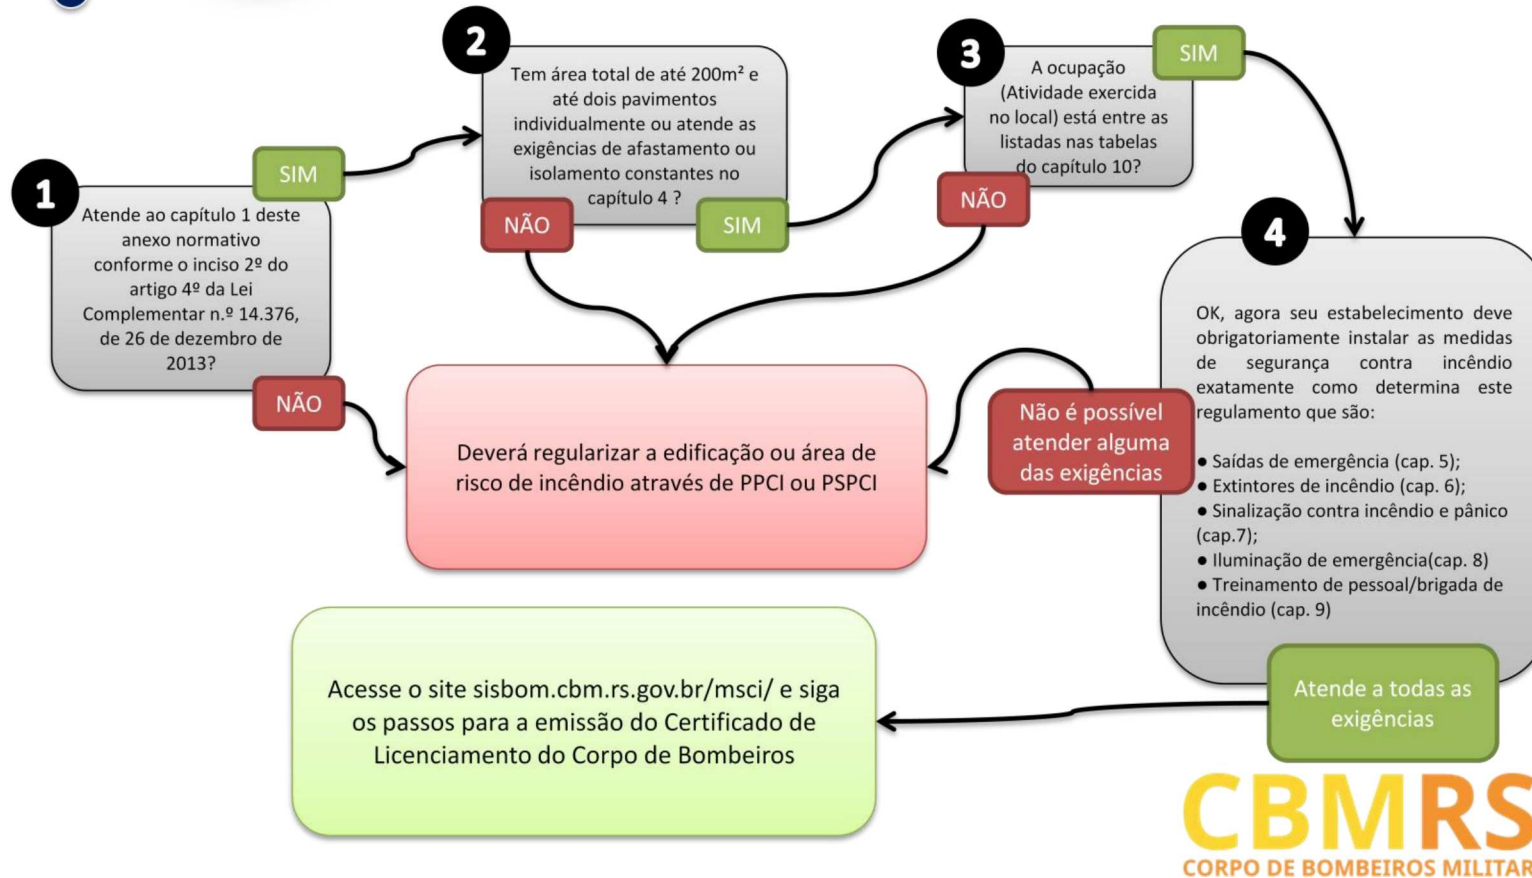 1
Atende ao capítulo 1 deste
anexo normativo
conforme o inciso 2º do
artigo 4º da Lei
Complementar n.º 14.376,
de 26 de dezembro de
2013?
SIM
NÃO
2
Tem área total de até 200m² e
até dois pavimentos
individualmente ou atende as
exigências de afastamento ou
isolamento constantes no
capítulo 4 ?
NÃO
SIM
3
A ocupação
(Atividade exercida
no local) está entre as
listadas nas tabelas
do capítulo 10?
SIM
NÃO
4
OK, agora seu estabelecimento deve
obrigatoriamente instalar as medidas
de segurança contra incêndio
exatamente como determina este
regulamento que são:
● Saídas de emergência (cap. 5);
● Extintores de incêndio (cap. 6);
● Sinalização contra incêndio e pânico
(cap.7);
● Iluminação de emergência(cap. 8)
● Treinamento de pessoal/brigada de
incêndio (cap. 9)
Não é possível
atender alguma
das exigências
Atende a todas as
exigências
Deverá regularizar a edificação ou área de
risco de incêndio através de PPCI ou PSPCI
Acesse o site sisbom.cbm.rs.gov.br/msci/ e siga
os passos para a emissão do Certificado de
Licenciamento do Corpo de Bombeiros
CBMRS
CORPO DE BOMBEIROS MILITAR